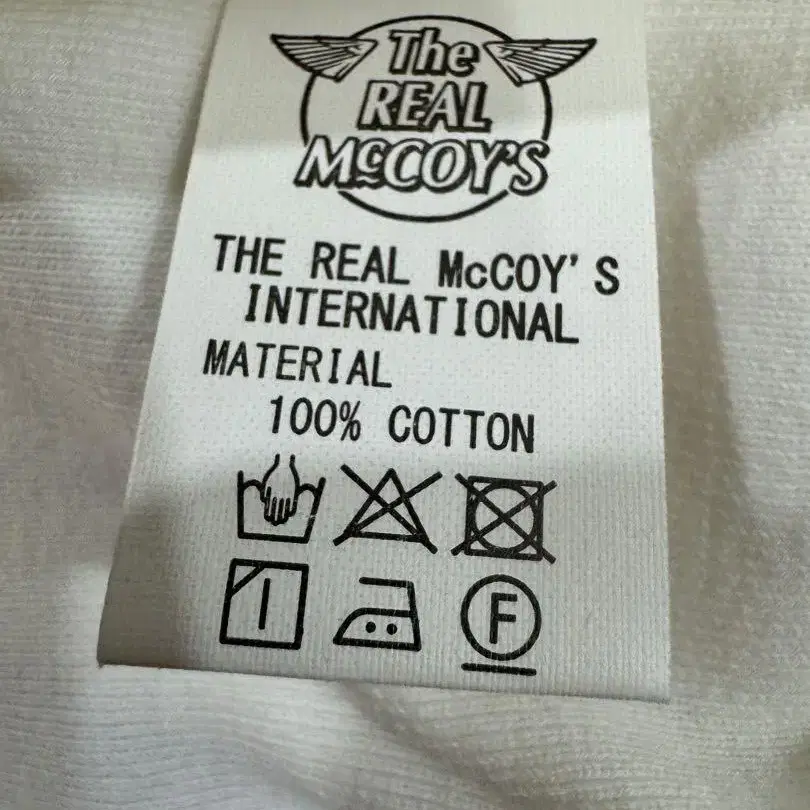 The
REAL
McCOY'S
THE REAL McCOY'S
INTERNATIONAL
MATERIAL
100% COTTON
F